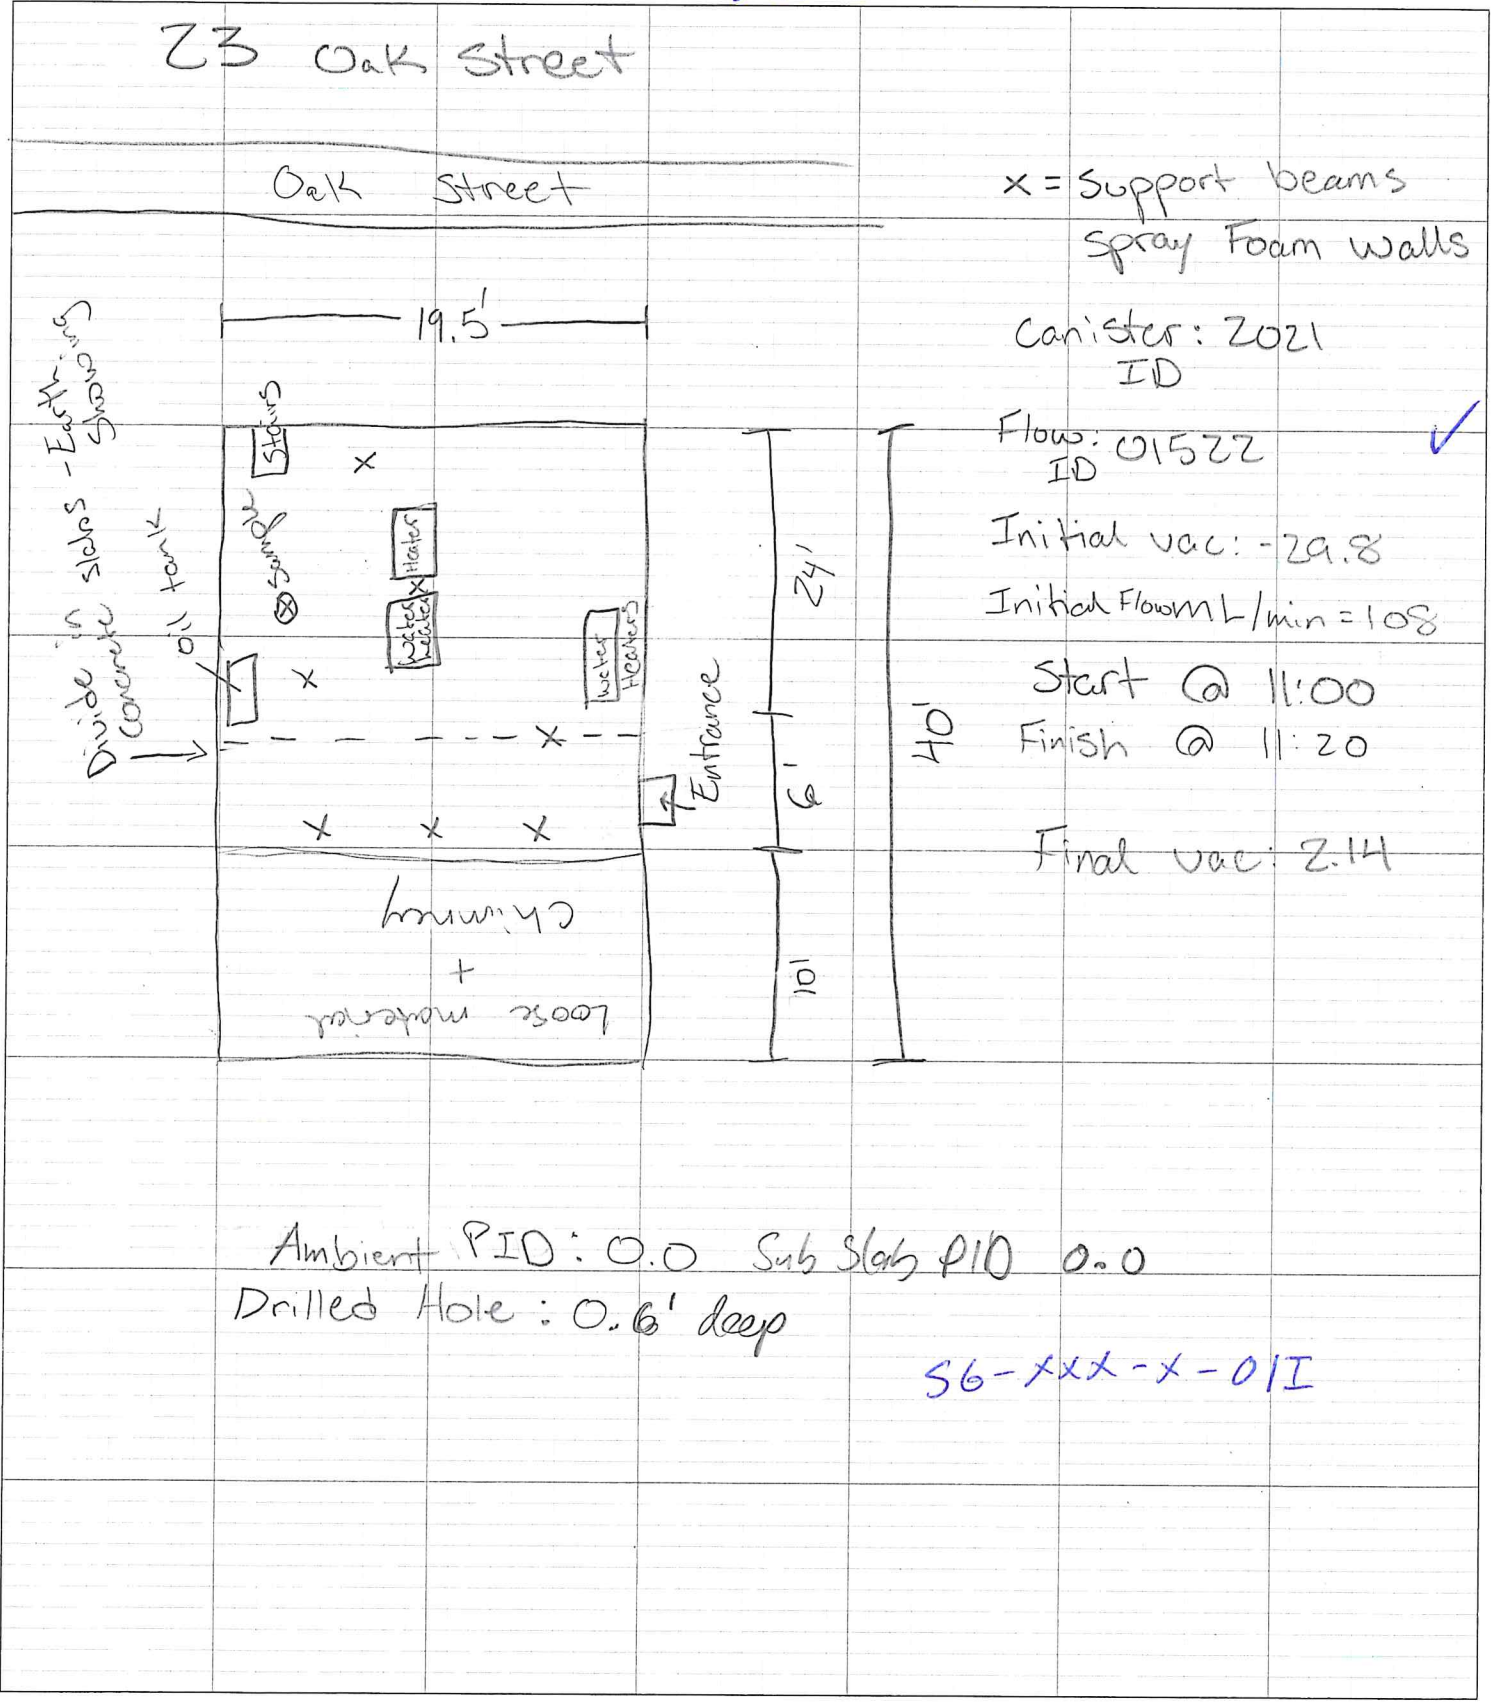 23 Oak Street
Oak Street
x = Support beams
Spray Foam Walls
19.5'
Canister: 2021
ID
Flow: 01522
ID
Initial vac: -29.8
Initial Flow mL/min = 108
Start @ 11:00
Finish @ 11:20
Final vac: 2.14
Divide in slabs - Earth
Concrete
showing
oil tank
Stairs
x
Sample
Heater
x
Water
heater
Water
Heaters
x
x
Entrance
x x x
24'
6'
10'
40'
Chimney
+
Loose material
Ambient PID: 0.0 Sub Slab PID 0.0
Drilled Hole: 0.6' deep
SG-XXX-X-01I